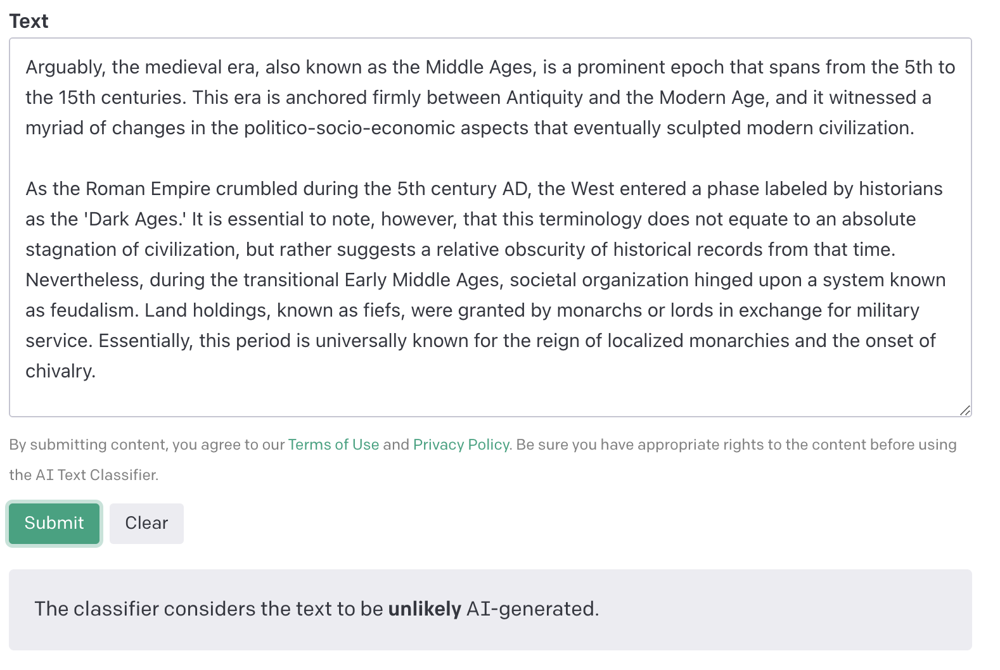 Text
Arguably, the medieval era, also known as the Middle Ages, is a prominent epoch that spans from the 5th to
the 15th centuries. This era is anchored firmly between Antiquity and the Modern Age, and it witnessed a
myriad of changes in the politico-socio-economic aspects that eventually sculpted modern civilization.
As the Roman Empire crumbled during the 5th century AD, the West entered a phase labeled by historians
as the 'Dark Ages.' It is essential to note, however, that this terminology does not equate to an absolute
stagnation of civilization, but rather suggests a relative obscurity of historical records from that time.
Nevertheless, during the transitional Early Middle Ages, societal organization hinged upon a system known
as feudalism. Land holdings, known as fiefs, were granted by monarchs or lords in exchange for military
service. Essentially, this period is universally known for the reign of localized monarchies and the onset of
chivalry.
By submitting content, you agree to our Terms of Use and Privacy Policy. Be sure you have appropriate rights to the content before using
the AI Text Classifier.
Submit Clear
The classifier considers the text to be unlikely AI-generated.